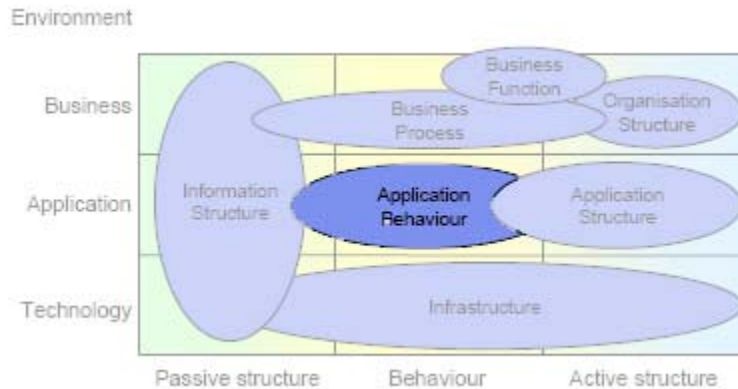 Environment
Business
Business
Function
Organisation
Structure
Business
Process
Application
Information
Structure
Application
Behaviour
Application
Structure
Technology
Infrastructure
Passive structure
Behaviour
Active structure